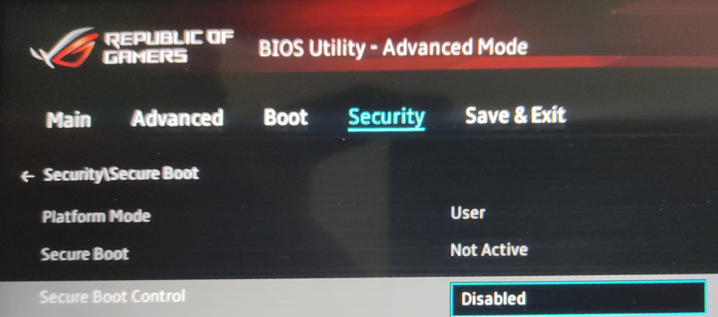 REPUBLIC OF
GAMERS
BIOS Utility - Advanced Mode
Main Advanced Boot Security Save & Exit
← Security\Secure Boot
Platform Mode User
Secure Boot Not Active
Secure Boot Control Disabled